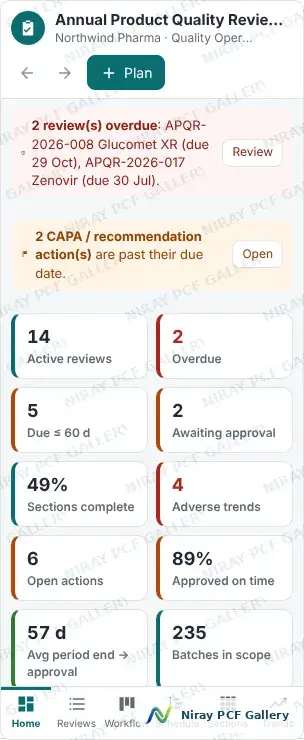 Annual Product Quality Revie...
Northwind Pharma · Quality Oper...
+ Plan
2 review(s) overdue: APQR-
2026-008 Glucomet XR (due
29 Oct), APQR-2026-017
Zenovir (due 30 Jul).
Review
2 CAPA / recommendation
action(s) are past their due
date.
Open
14
Active reviews
2
Overdue
5
Due ≤ 60 d
2
Awaiting approval
49%
Sections complete
4
Adverse trends
6
Open actions
89%
Approved on time
57 d
Avg period end →
approval
235
Batches in scope
Home
Reviews
Workflo
Niray PCF Gallery
NIRAY PCF GALLERY